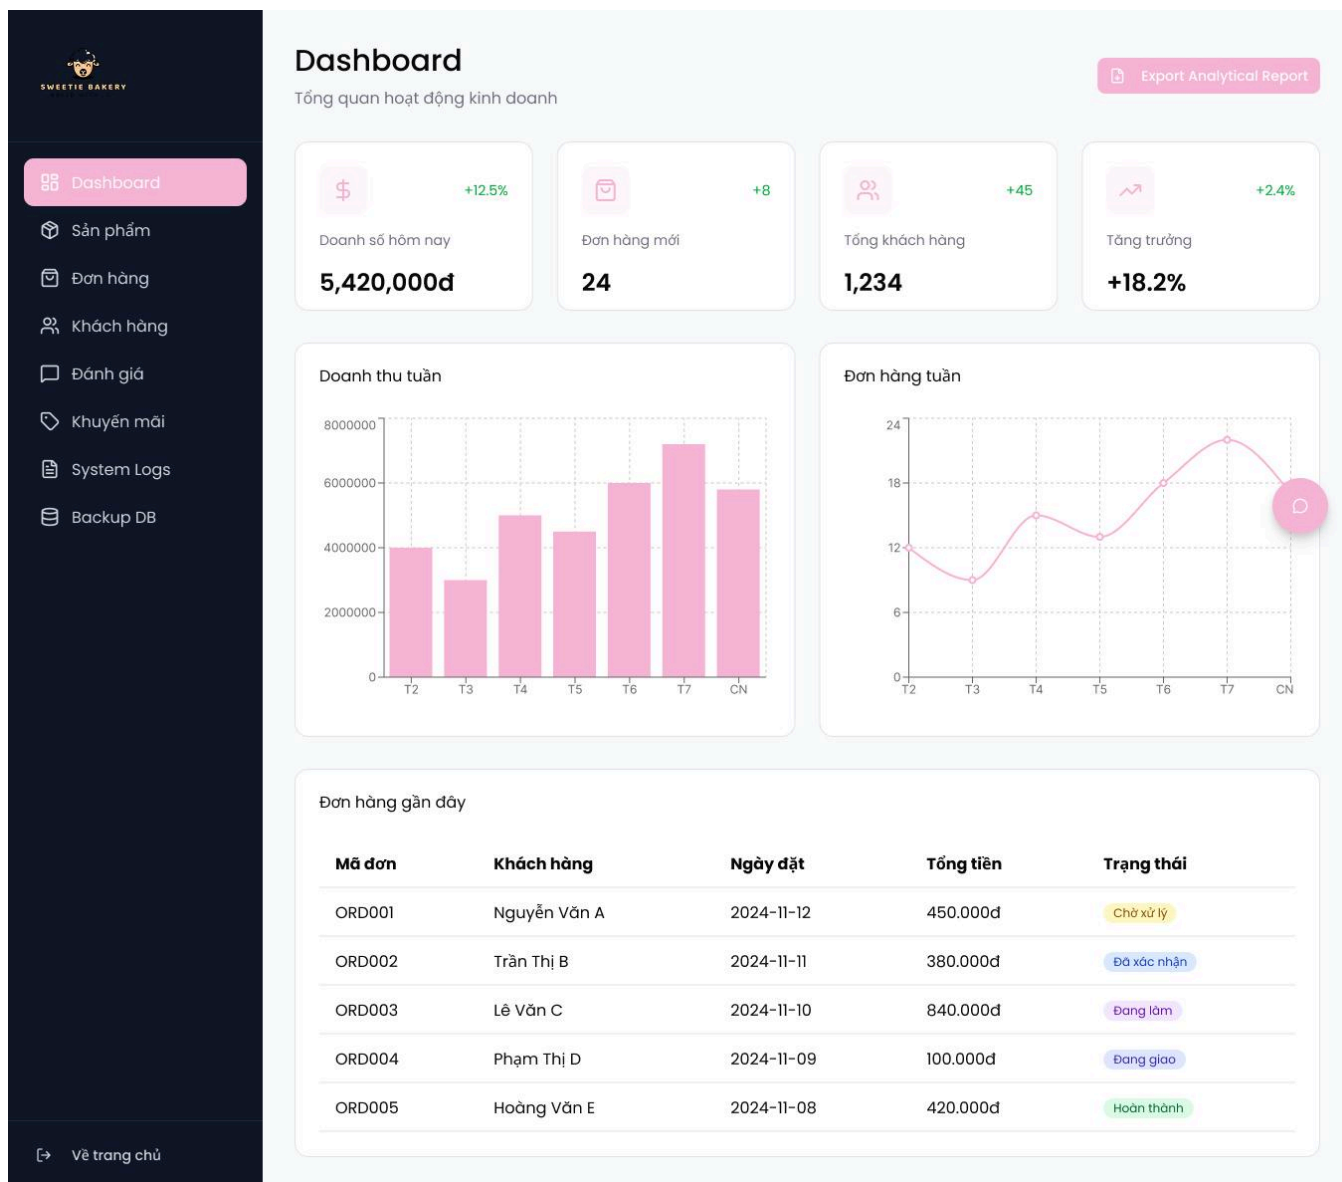 SWEETIE BAKERY
Dashboard
Sản phẩm
Đơn hàng
Khách hàng
Đánh giá
Khuyến mãi
System Logs
Backup DB
Về trang chủ
Dashboard
Tổng quan hoạt động kinh doanh
Export Analytical Report
+12.5%
Doanh số hôm nay
5,420,000đ
+8
Đơn hàng mới
24
+45
Tổng khách hàng
1,234
+2.4%
Tăng trưởng
+18.2%
Doanh thu tuần
8000000
6000000
4000000
2000000
0
T2 T3 T4 T5 T6 T7 CN
Đơn hàng tuần
24
18
12
6
0
T2 T3 T4 T5 T6 T7 CN
Đơn hàng gần đây
Mã đơn Khách hàng Ngày đặt Tổng tiền Trạng thái
ORD001 Nguyễn Văn A 2024-11-12 450.000đ Chờ xử lý
ORD002 Trần Thị B 2024-11-11 380.000đ Đã xác nhận
ORD003 Lê Văn C 2024-11-10 840.000đ Đang làm
ORD004 Phạm Thị D 2024-11-09 100.000đ Đang giao
ORD005 Hoàng Văn E 2024-11-08 420.000đ Hoàn thành